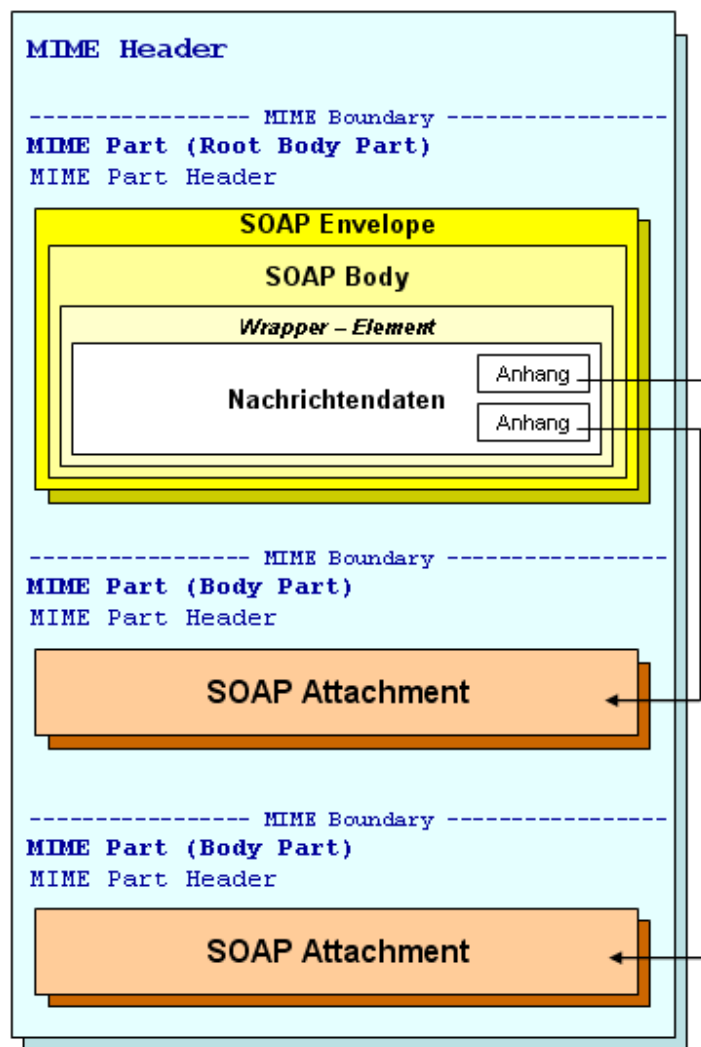 MIME Header
----------------- MIME Boundary -----------------
MIME Part (Root Body Part)
MIME Part Header
SOAP Envelope
SOAP Body
Wrapper – Element
Nachrichtendaten
Anhang
Anhang
----------------- MIME Boundary -----------------
MIME Part (Body Part)
MIME Part Header
SOAP Attachment
----------------- MIME Boundary -----------------
MIME Part (Body Part)
MIME Part Header
SOAP Attachment